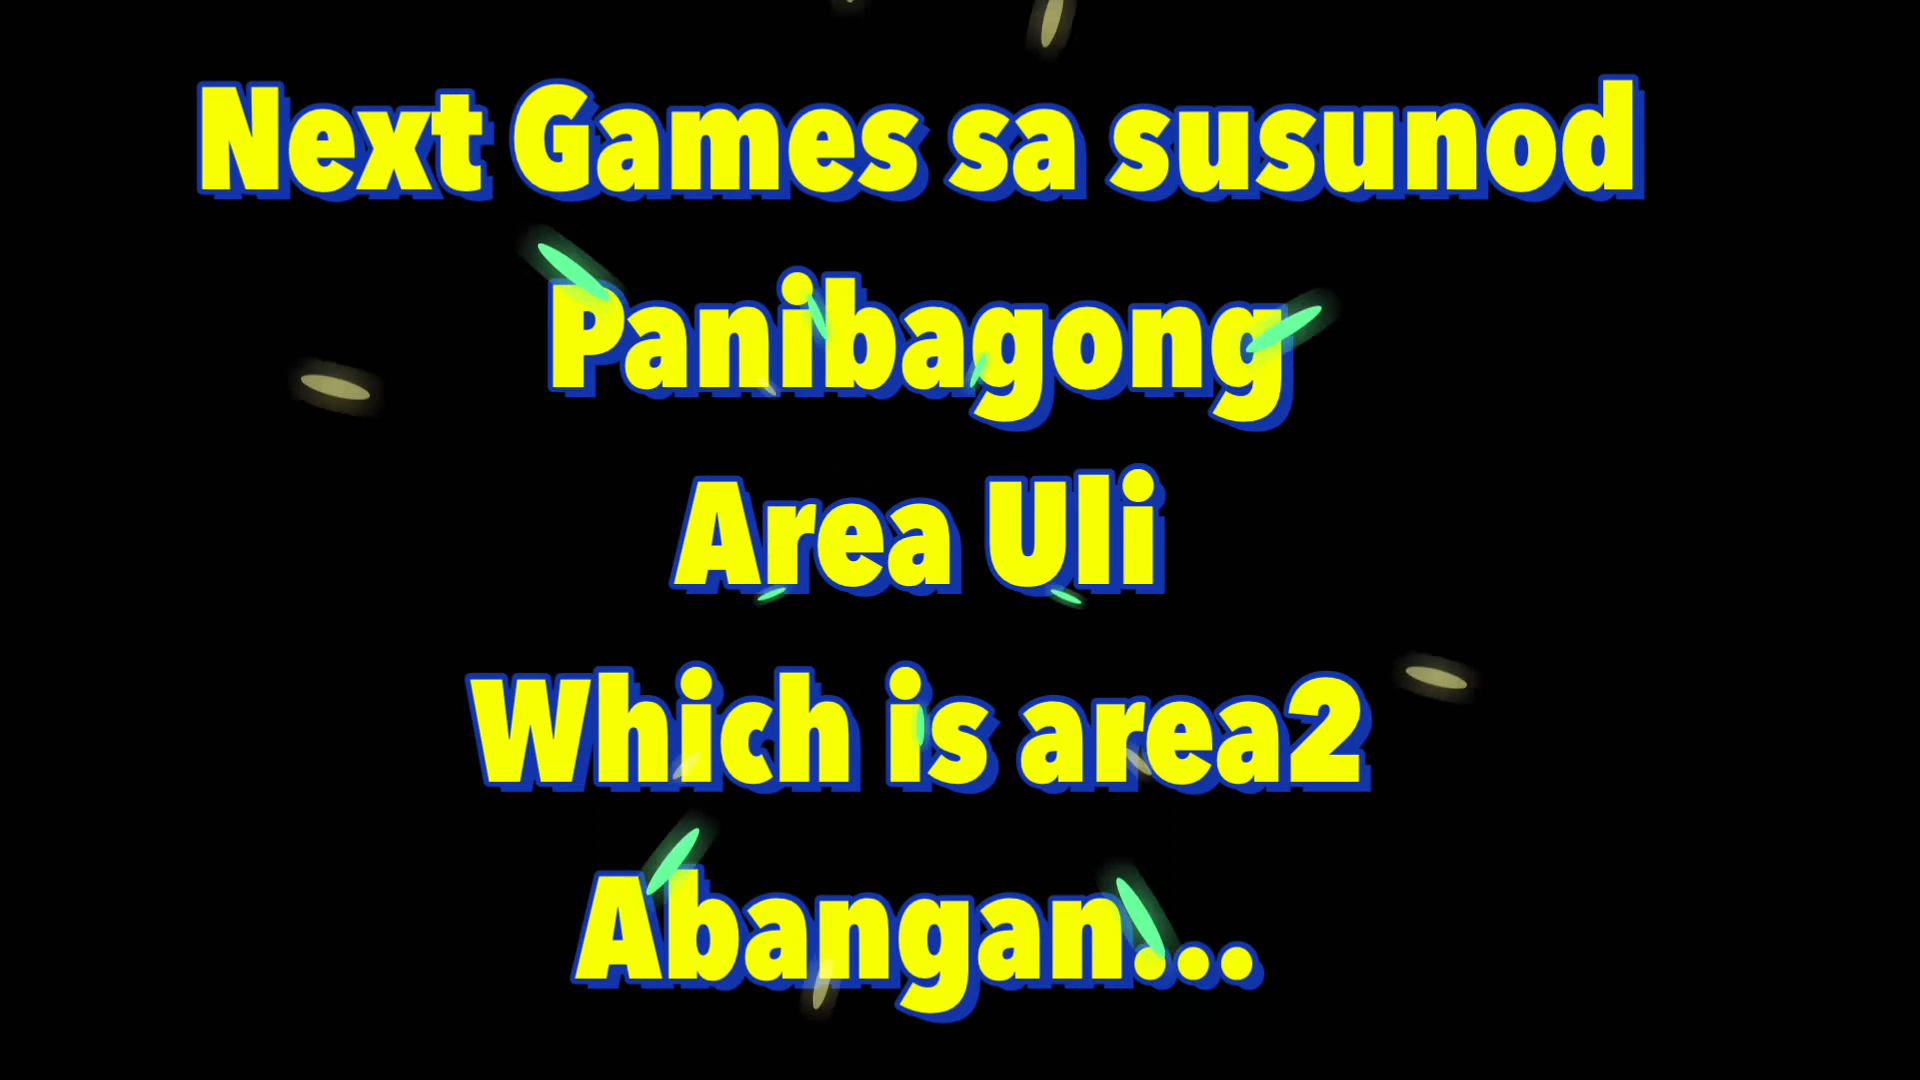 Next Games sa susunod
Panibagong
Area Uli
Which is area2
Abangan...